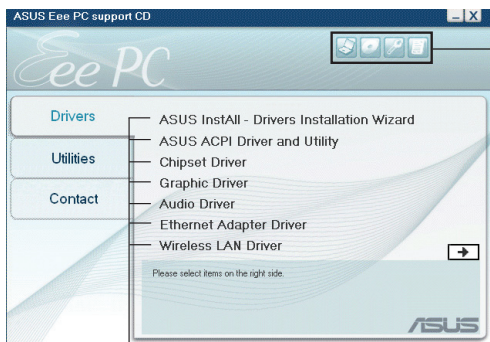 ASUS Eee PC support CD
Eee PC
Drivers
Utilities
Contact
ASUS InstAll - Drivers Installation Wizard
ASUS ACPI Driver and Utility
Chipset Driver
Graphic Driver
Audio Driver
Ethernet Adapter Driver
Wireless LAN Driver
Please select items on the right side.
ASUS